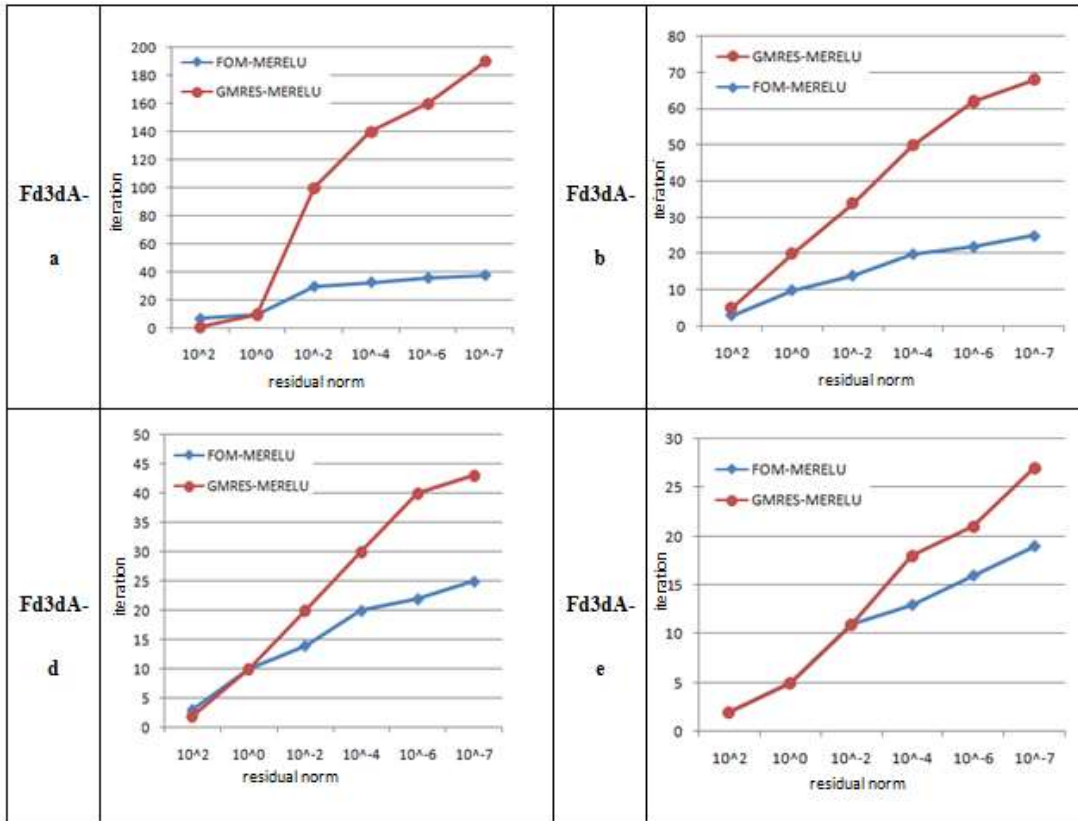 Fd3dA-
a
200
180
160
140
120
100
80
60
40
20
0
iteration
FOM-MERELU
GMRES-MERELU
10^2 10^0 10^-2 10^-4 10^-6 10^-7
residual norm
Fd3dA-
b
80
70
60
50
40
30
20
10
0
iteration
GMRES-MERELU
FOM-MERELU
10^2 10^0 10^-2 10^-4 10^-6 10^-7
residual norm
Fd3dA-
d
50
45
40
35
30
25
20
15
10
5
0
iteration
FOM-MERELU
GMRES-MERELU
10^2 10^0 10^-2 10^-4 10^-6 10^-7
residual norm
Fd3dA-
e
30
25
20
15
10
5
0
iteration
FOM-MERELU
GMRES-MERELU
10^2 10^0 10^-2 10^-4 10^-6 10^-7
residual norm